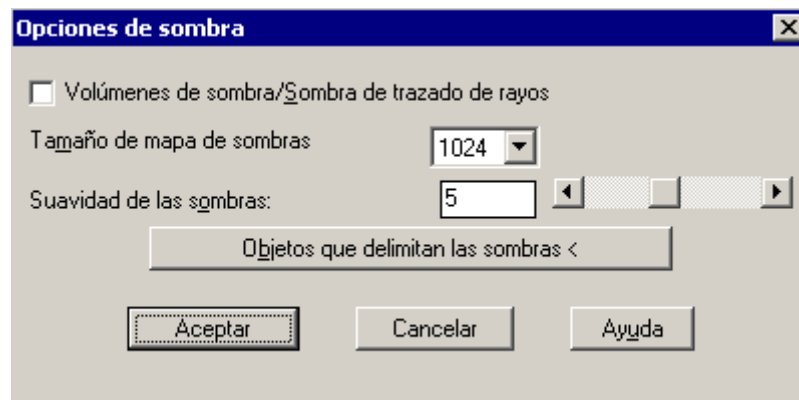 Opciones de sombra
Volúmenes de sombra/Sombra de trazado de rayos
Tamaño de mapa de sombras 1024
Suavidad de las sombras: 5
Objetos que delimitan las sombras <
Aceptar Cancelar Ayuda